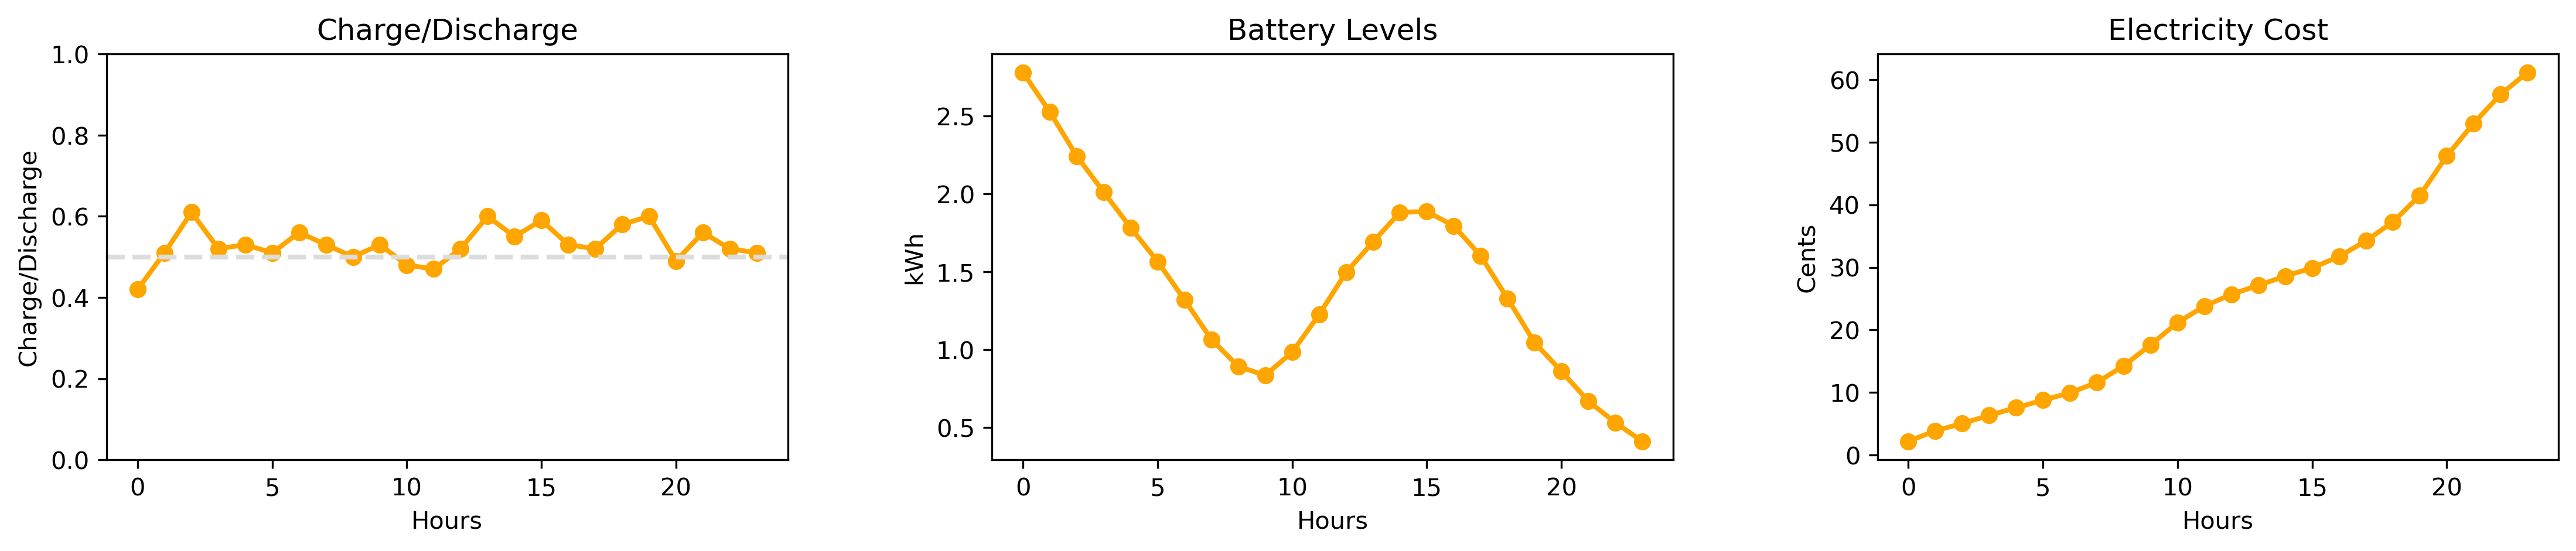 Charge/Discharge
Charge/Discharge
1.0
0.8
0.6
0.4
0.2
0.0
0 5 10 15 20
Hours
Battery Levels
kWh
2.5
2.0
1.5
1.0
0.5
0 5 10 15 20
Hours
Electricity Cost
Cents
60
50
40
30
20
10
0
0 5 10 15 20
Hours